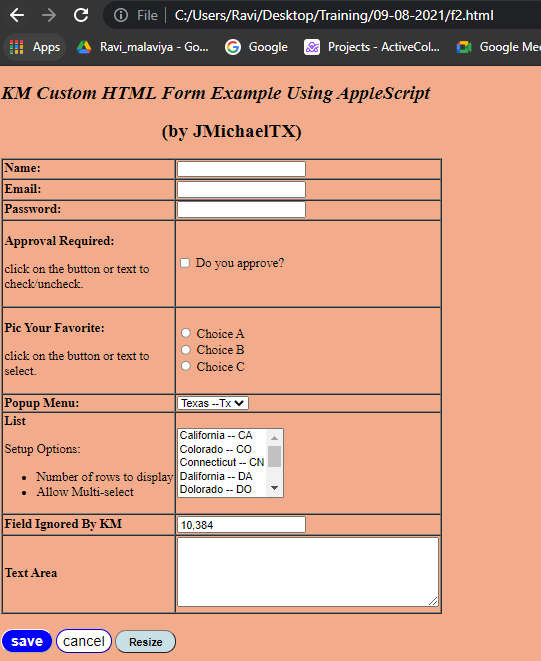 File
C:/Users/Ravi/Desktop/Training/09-08-2021/f2.html
Apps Ravi_malaviya - Go... Google Projects - ActiveCol... Google Mee
KM Custom HTML Form Example Using AppleScript
(by JMichaelTX)
Name:
Email:
Password:
Approval Required:
click on the button or text to
check/uncheck.
Do you approve?
Pic Your Favorite:
click on the button or text to
select.
Choice A
Choice B
Choice C
Popup Menu:
Texas --Tx
List
Setup Options:
Number of rows to display
Allow Multi-select
California -- CA
Colorado -- CO
Connecticut -- CN
Dalifornia -- DA
Dolorado -- DO
Field Ignored By KM
10,384
Text Area
save cancel Resize